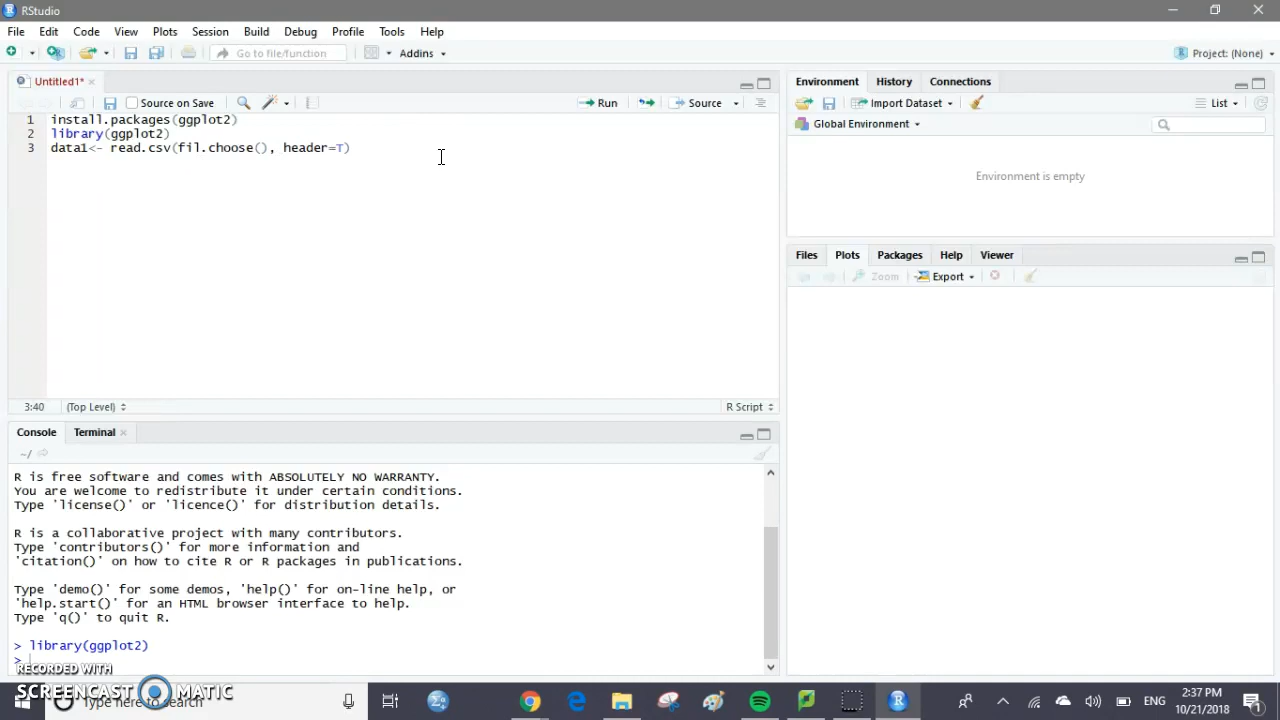 RStudio
File Edit Code View Plots Session Build Debug Profile Tools Help
Go to file/function Addins Project: (None)
Untitled1* Environment History Connections
Source on Save Run Source Import Dataset List
Global Environment
1 install.packages(ggplot2)
2 library(ggplot2)
3 data1<- read.csv(fil.choose(), header=T)
Environment is empty
Files Plots Packages Help Viewer
Zoom Export
3:40 (Top Level) R Script
Console Terminal
~/
R is free software and comes with ABSOLUTELY NO WARRANTY.
You are welcome to redistribute it under certain conditions.
Type 'license()' or 'licence()' for distribution details.
R is a collaborative project with many contributors.
Type 'contributors()' for more information and
'citation()' on how to cite R or R packages in publications.
Type 'demo()' for some demos, 'help()' for on-line help, or
'help.start()' for an HTML browser interface to help.
Type 'q()' to quit R.
> library(ggplot2)
>
RECORDED WITH
SCREENCAST MATIC
Type here to search
ENG 2:37 PM
10/21/2018